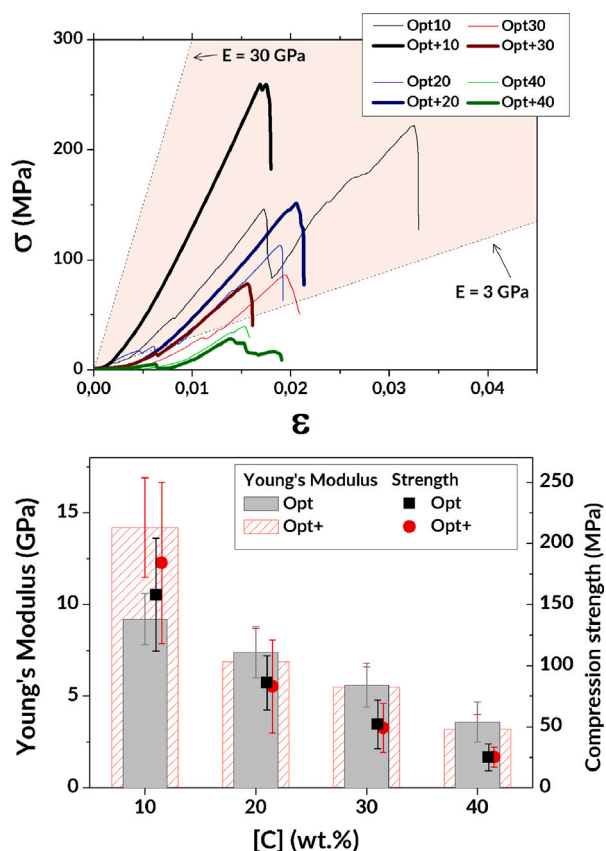 300
E = 30 GPa
Opt10 Opt30
Opt+10 Opt+30
Opt20 Opt40
Opt+20 Opt+40
200
σ (MPa)
100
E = 3 GPa
0
0,00 0,01 0,02 0,03 0,04
ε
Young's Modulus Strength
Opt Opt
Opt+ Opt+
15
10
5
0
Young's Modulus (GPa)
250
200
150
100
50
0
Compression strength (MPa)
10 20 30 40
[C] (wt.%)